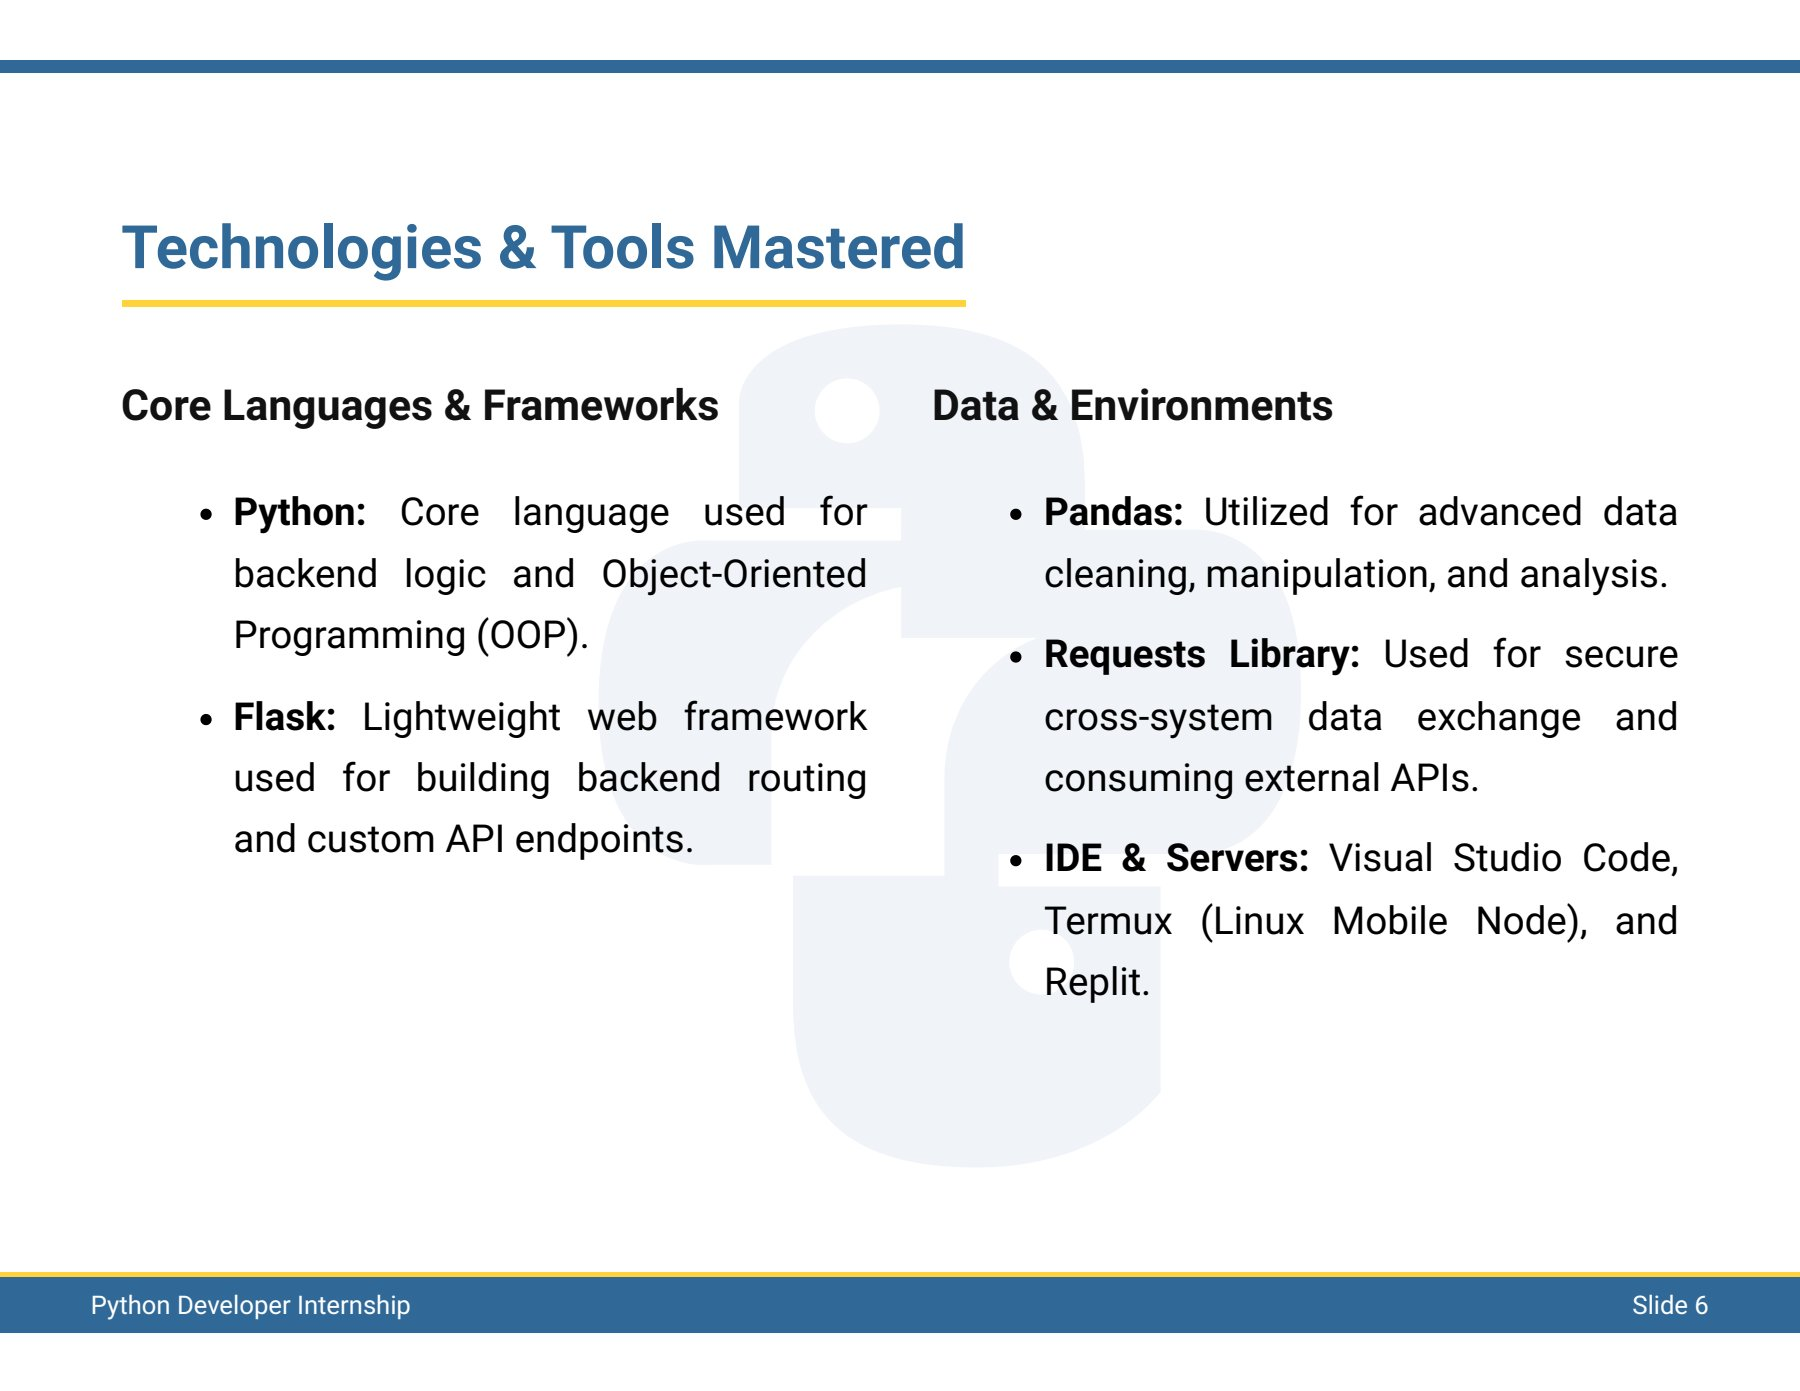 Technologies & Tools Mastered
Core Languages & Frameworks
• Python: Core language used for
backend logic and Object-Oriented
Programming (OOP).
• Flask: Lightweight web framework
used for building backend routing
and custom API endpoints.
Data & Environments
• Pandas: Utilized for advanced data
cleaning, manipulation, and analysis.
• Requests Library: Used for secure
cross-system data exchange and
consuming external APIs.
• IDE & Servers: Visual Studio Code,
Termux (Linux Mobile Node), and
Replit.
Python Developer Internship
Slide 6